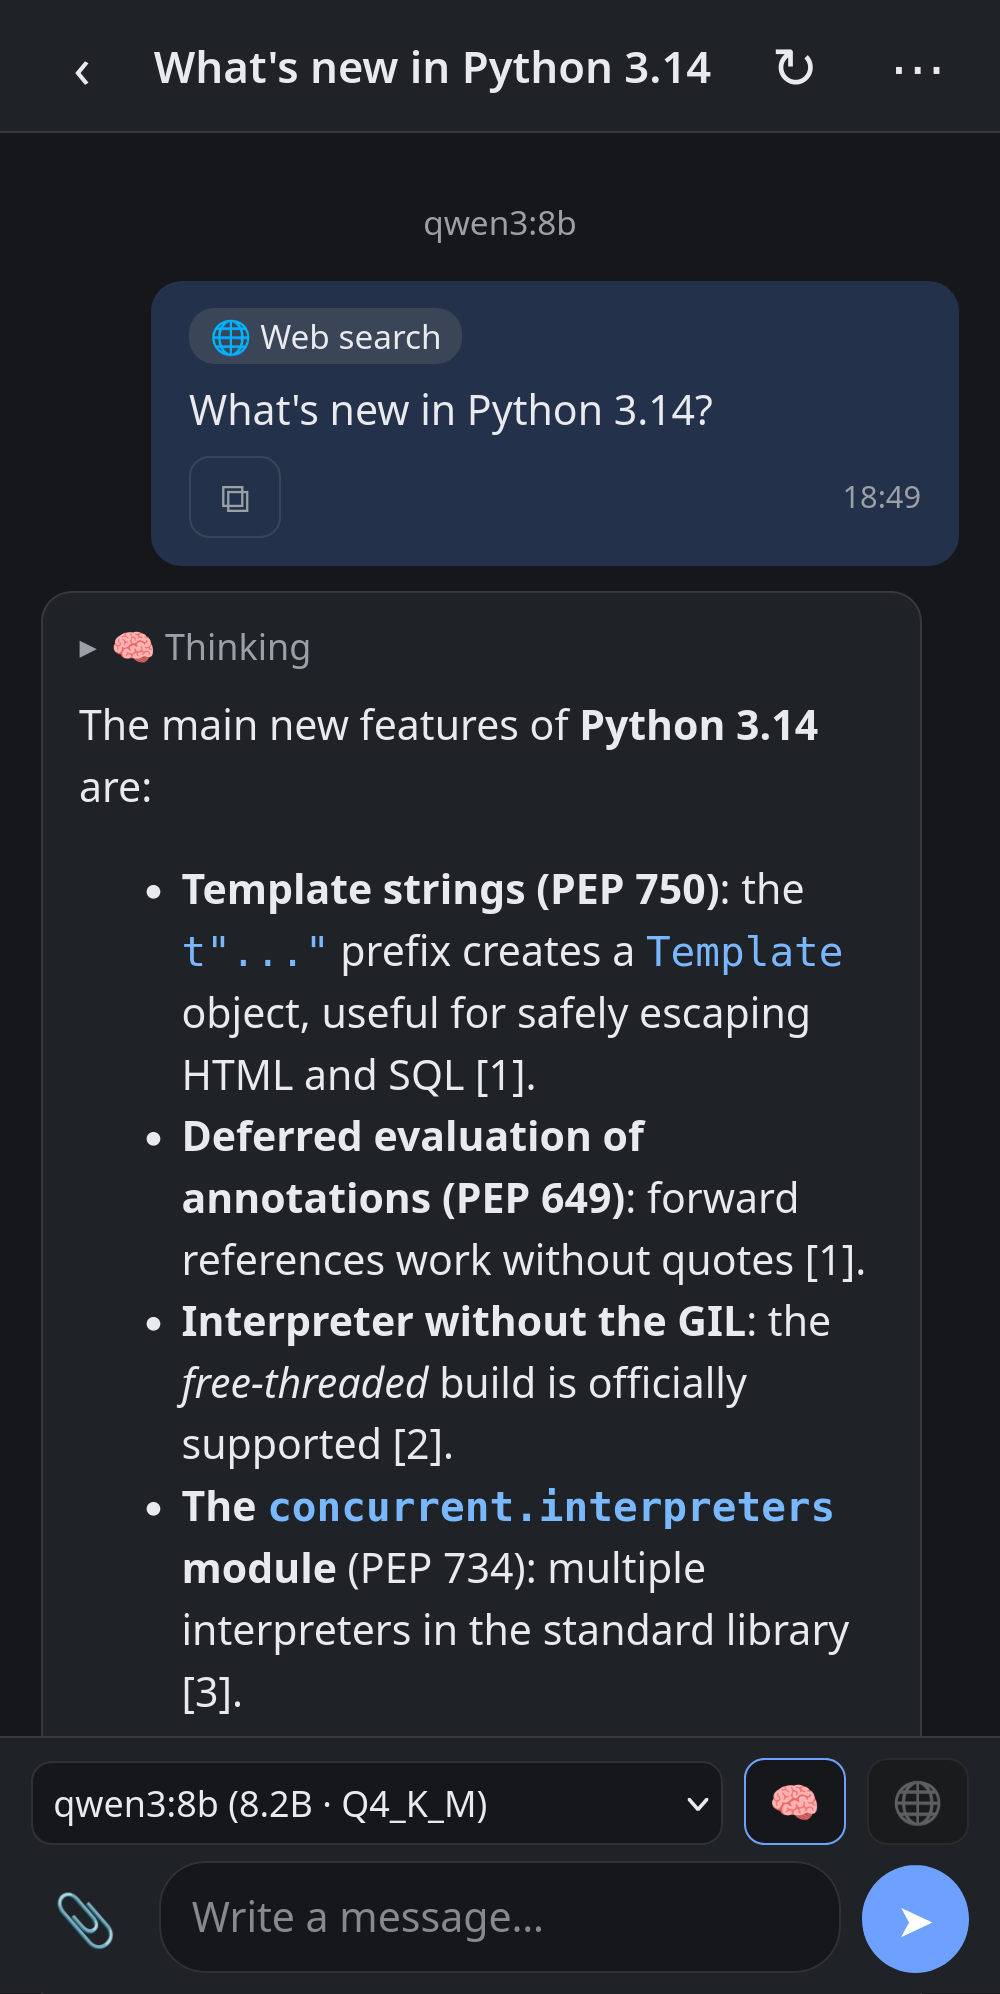 What's new in Python 3.14
qwen3:8b
Web search
What's new in Python 3.14?
18:49
Thinking
The main new features of Python 3.14
are:
• Template strings (PEP 750): the
t"..." prefix creates a Template
object, useful for safely escaping
HTML and SQL [1].
• Deferred evaluation of
annotations (PEP 649): forward
references work without quotes [1].
• Interpreter without the GIL: the
free-threaded build is officially
supported [2].
• The concurrent.interpreters
module (PEP 734): multiple
interpreters in the standard library
[3].
qwen3:8b (8.2B · Q4_K_M)
Write a message...